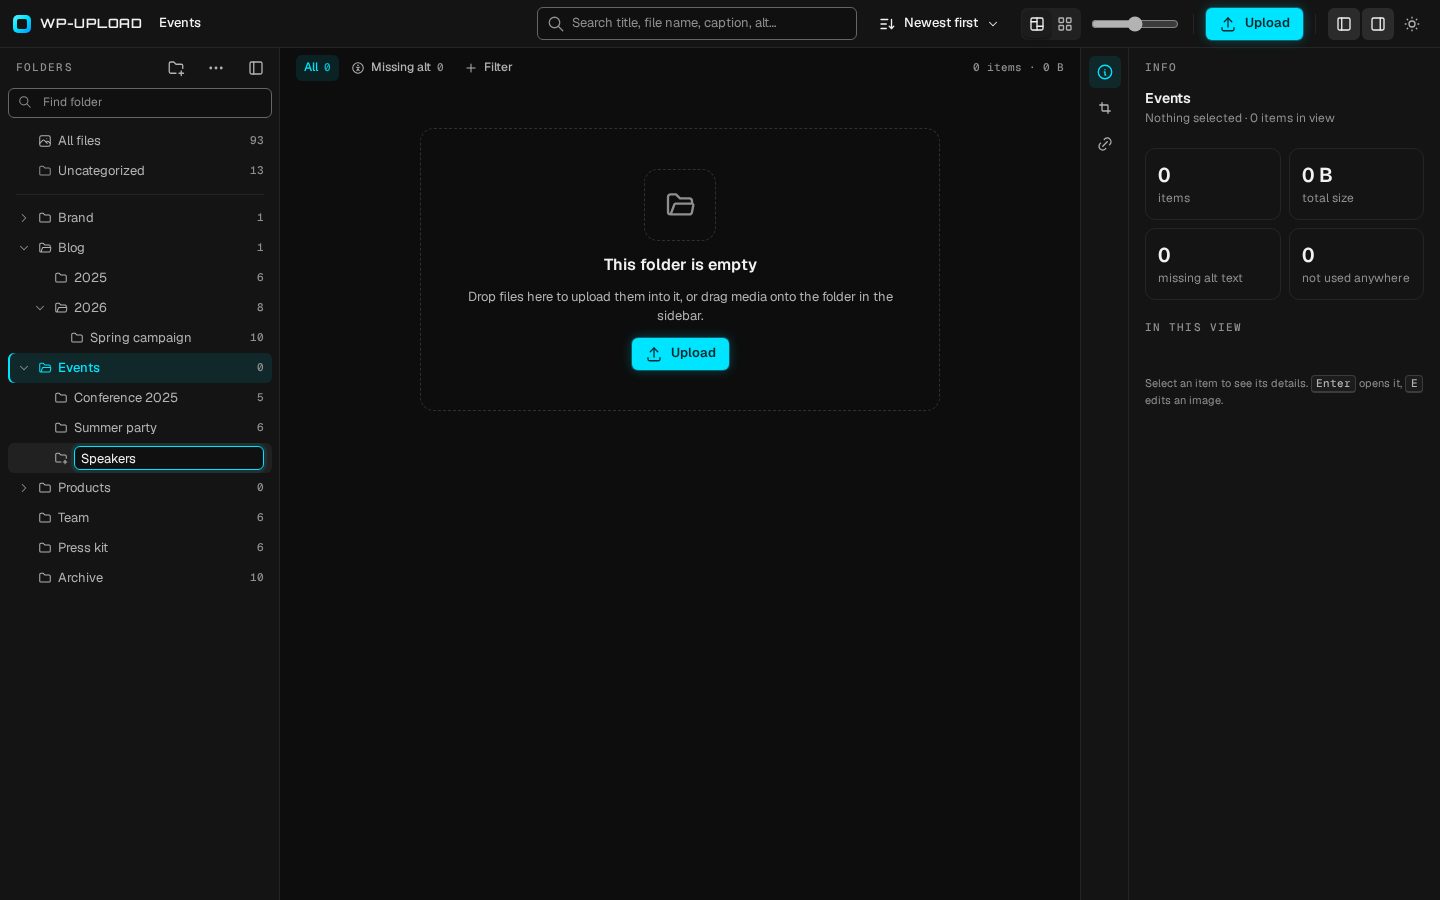 WP-UPLOAD
Events
Search title, file name, caption, alt...
Newest first
Upload
FOLDERS
Find folder
All files 93
Uncategorized 13
Brand 1
Blog 1
2025 6
2026 8
Spring campaign 10
Events 0
Conference 2025 5
Summer party 6
Speakers
Products 0
Team 6
Press kit 6
Archive 10
All 0
Missing alt 0
Filter
0 items · 0 B
This folder is empty
Drop files here to upload them into it, or drag media onto the folder in the
sidebar.
Upload
INFO
Events
Nothing selected · 0 items in view
0
items
0 B
total size
0
missing alt text
0
not used anywhere
IN THIS VIEW
Select an item to see its details. Enter opens it, E
edits an image.